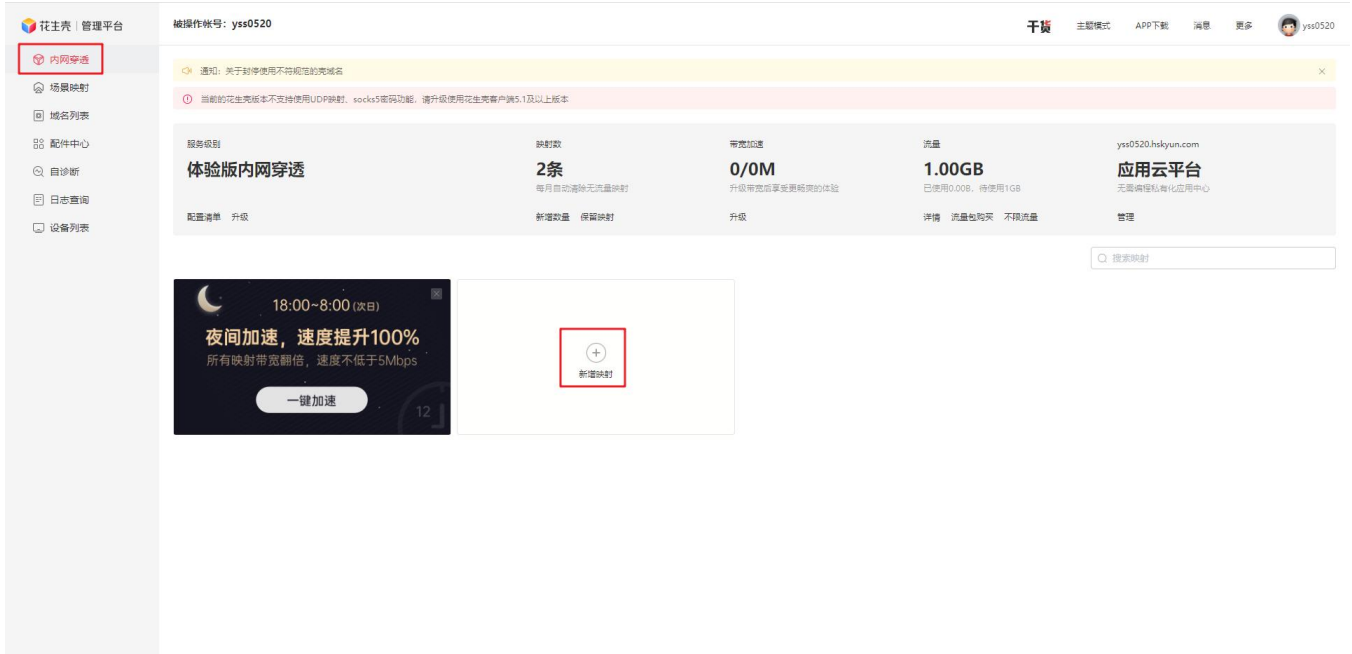 花生壳 管理平台
被操作帐号：yss0520
干货 主题模式 APP下载 消息 更多 yss0520
内网穿透
场景映射
域名列表
配件中心
自诊断
日志查询
设备列表
通知：关于封停使用不符规范的壳域名
当前的花生壳版本不支持使用UDP映射、socks5密码功能，请升级使用花生壳客户端5.1及以上版本
服务级别
体验版内网穿透
配置清单 升级
映射数
2条
每月自动清除无流量映射
新增数量 保留映射
带宽加速
0/0M
升级带宽后享受更畅爽的体验
升级
流量
1.00GB
已使用0.00B，待使用1GB
详情 流量包购买 不限流量
yss0520.hskyun.com
应用云平台
无需编程私有化应用中心
管理
搜索映射
18:00~8:00 (次日)
夜间加速，速度提升100%
所有映射带宽翻倍，速度不低于5Mbps
一键加速
12
新增映射